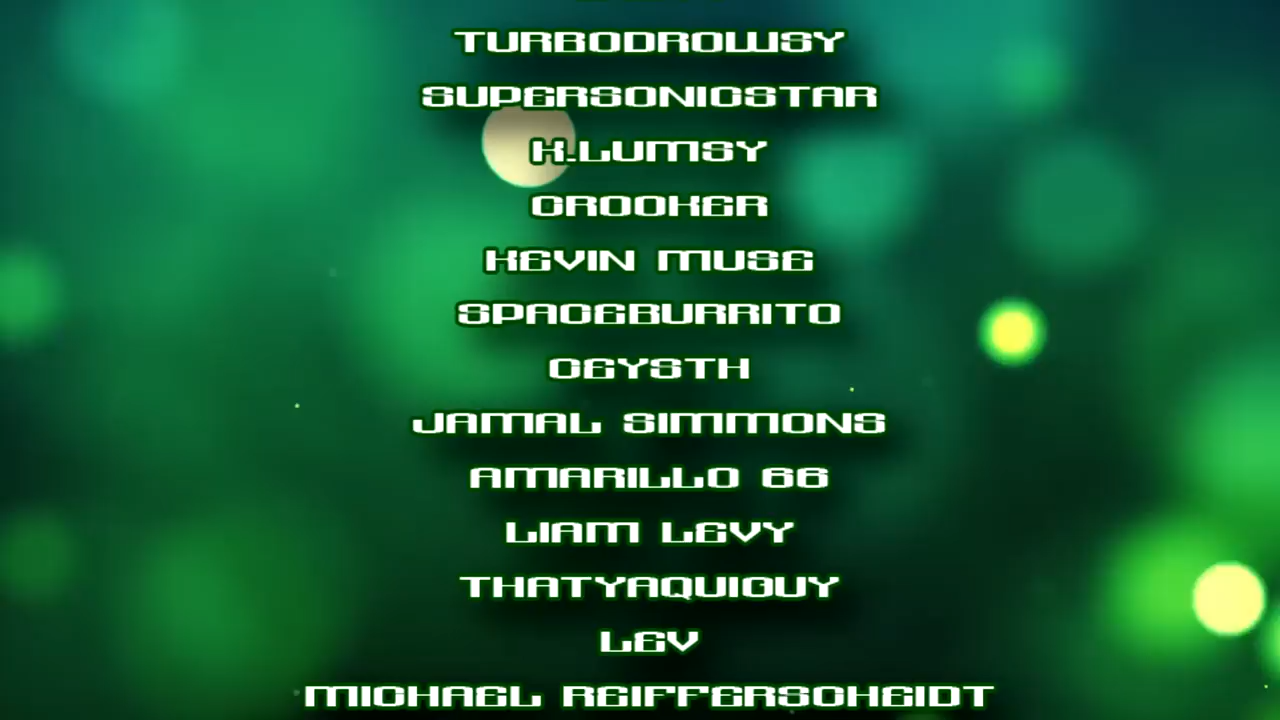 TURBODROWSY
SUPERSONICSTAR
K.LUMSY
CROOKER
KEVIN MUSE
SPACEBURRITO
CEYSTH
JAMAL SIMMONS
AMARILLO 66
LIAM LEVY
THATYAQUIGUY
LEV
MICHAEL REIFFERSCHEIDT